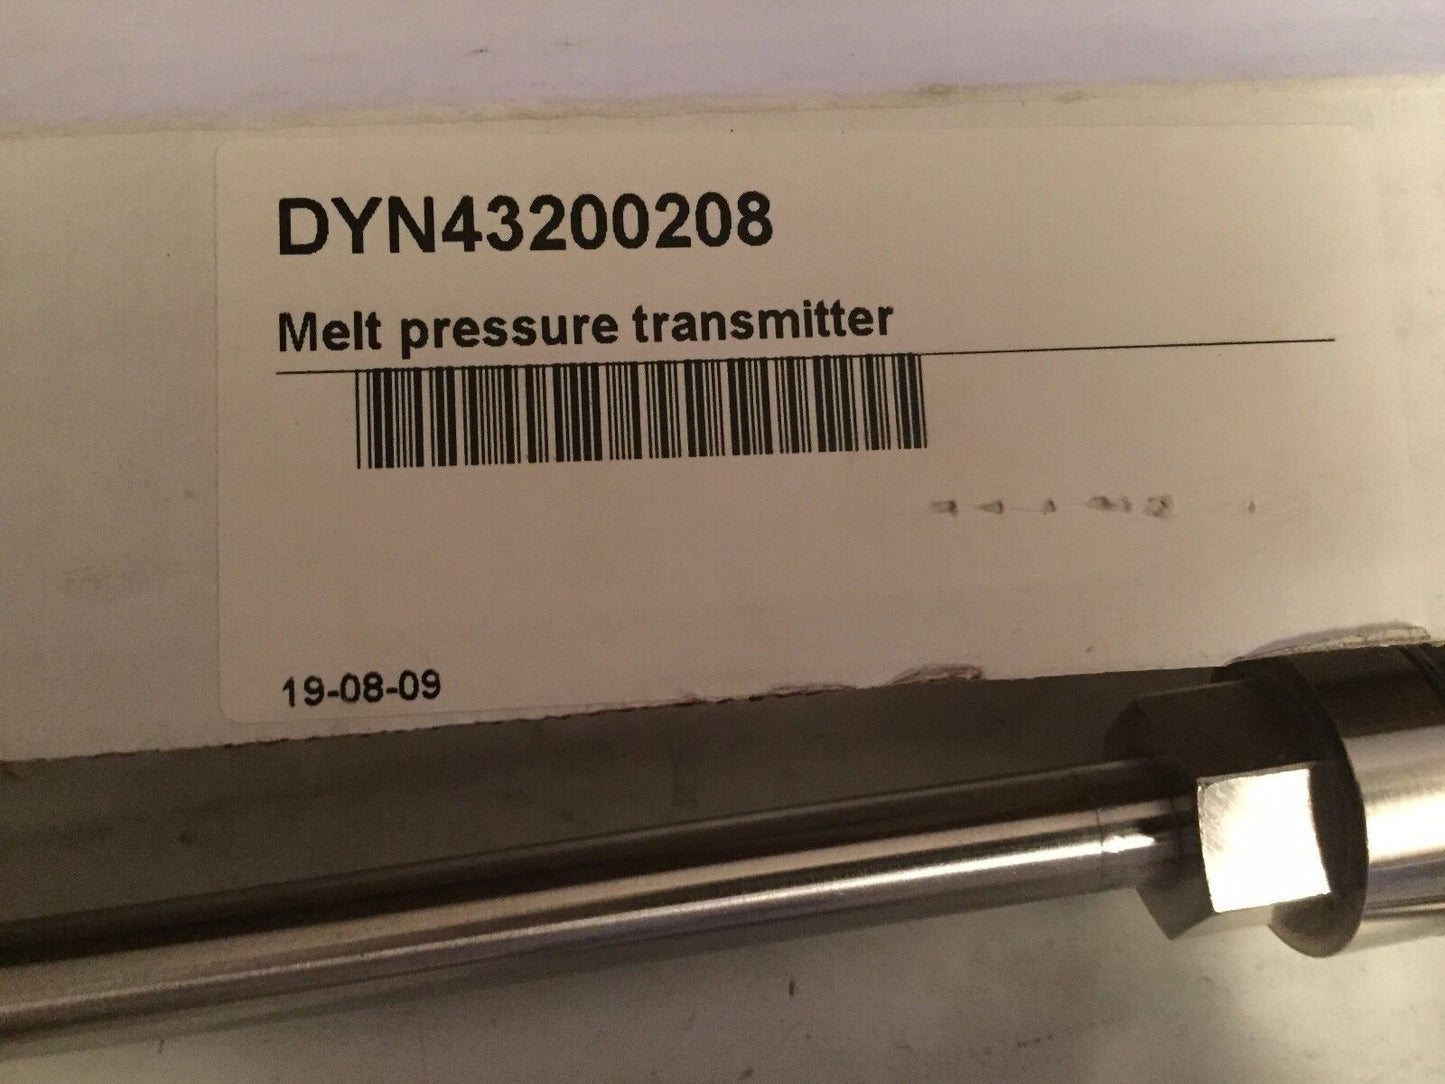 DYN43200208
Melt pressure transmitter
19-08-09